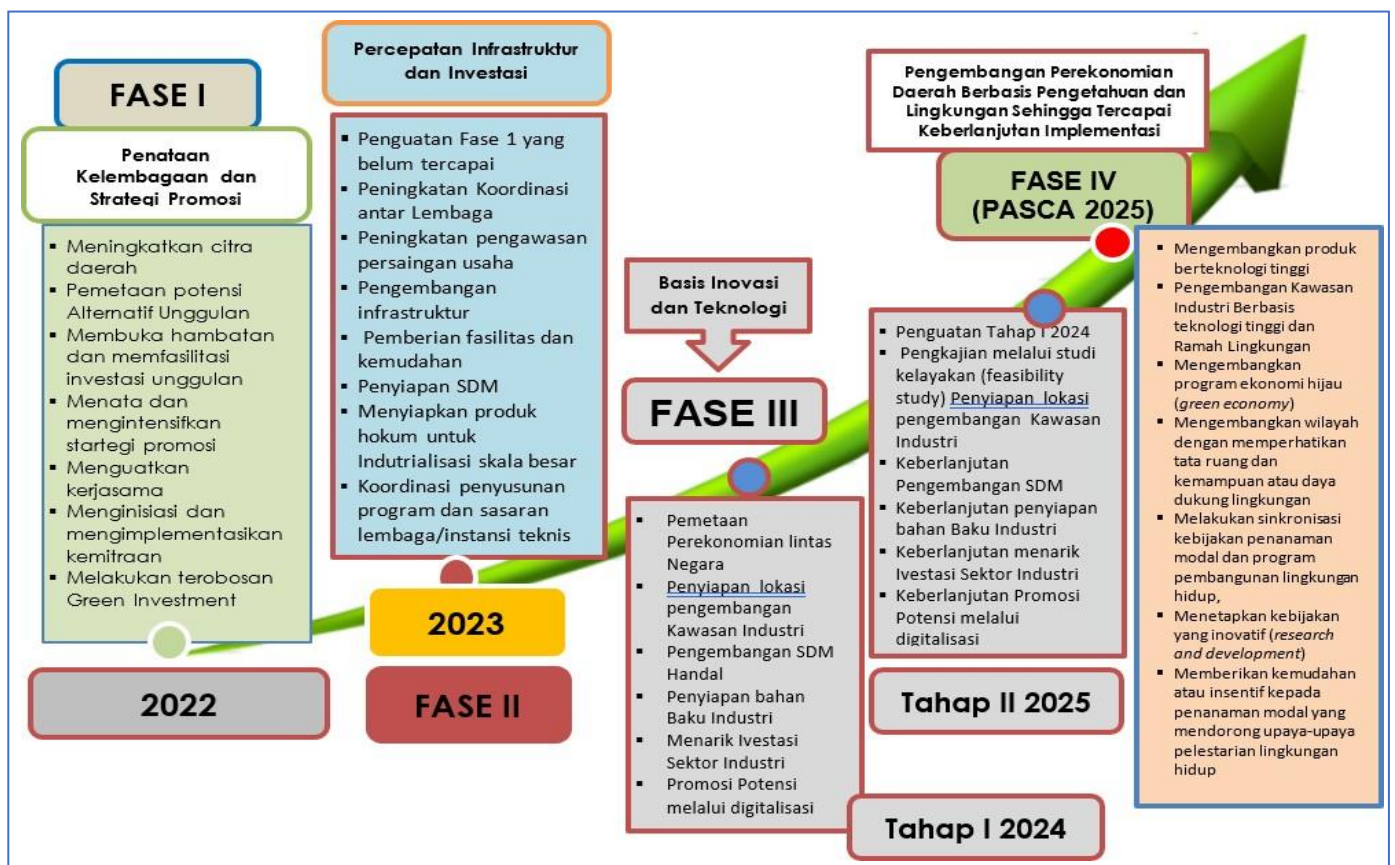 FASE I
Penataan
Kelembagaan dan
Strategi Promosi
▪ Meningkatkan citra
daerah
▪ Pemetaan potensi
Alternatif Unggulan
▪ Membuka hambatan
dan memfasilitasi
investasi unggulan
▪ Menata dan
mengintensifkan
startegi promosi
▪ Menguatkan
kerjasama
▪ Menginisiasi dan
mengimplementasikan
kemitraan
▪ Melakukan terobosan
Green Investment
2022
Percepatan Infrastruktur
dan Investasi
▪ Penguatan Fase 1 yang
belum tercapai
▪ Peningkatan Koordinasi
antar Lembaga
▪ Peningkatan pengawasan
persaingan usaha
▪ Pengembangan
infrastruktur
▪ Pemberian fasilitas dan
kemudahan
▪ Penyiapan SDM
▪ Menyiapkan produk
hokum untuk
Indutrialisasi skala besar
▪ Koordinasi penyusunan
program dan sasaran
lembaga/instansi teknis
2023
FASE II
Basis Inovasi
dan Teknologi
FASE III
▪ Pemetaan
Perekonomian lintas
Negara
▪ Penyiapan lokasi
pengembangan
Kawasan Industri
▪ Pengembangan SDM
Handal
▪ Penyiapan bahan
Baku Industri
▪ Menarik Ivestasi
Sektor Industri
▪ Promosi Potensi
melalui digitalisasi
Tahap I 2024
▪ Penguatan Tahap I 2024
▪ Pengkajian melalui studi
kelayakan (feasibility
study) Penyiapan lokasi
pengembangan Kawasan
Industri
▪ Keberlanjutan
Pengembangan SDM
▪ Keberlanjutan penyiapan
bahan Baku Industri
▪ Keberlanjutan menarik
Ivestasi Sektor Industri
▪ Keberlanjutan Promosi
Potensi melalui
digitalisasi
Tahap II 2025
Pengembangan Perekonomian
Daerah Berbasis Pengetahuan dan
Lingkungan Sehingga Tercapai
Keberlanjutan Implementasi
FASE IV
(PASCA 2025)
▪ Mengembangkan produk
berteknologi tinggi
▪ Pengembangan Kawasan
Industri Berbasis
teknologi tinggi dan
Ramah Lingkungan
▪ Mengembangkan
program ekonomi hijau
(green economy)
▪ Mengembangkan wilayah
dengan memperhatikan
tata ruang dan
kemampuan atau daya
dukung lingkungan
▪ Melakukan sinkronisasi
kebijakan penanaman
modal dan program
pembangunan lingkungan
hidup,
▪ Menetapkan kebijakan
yang inovatif (research
and development)
▪ Memberikan kemudahan
atau insentif kepada
penanaman modal yang
mendorong upaya-upaya
pelestarian lingkungan
hidup